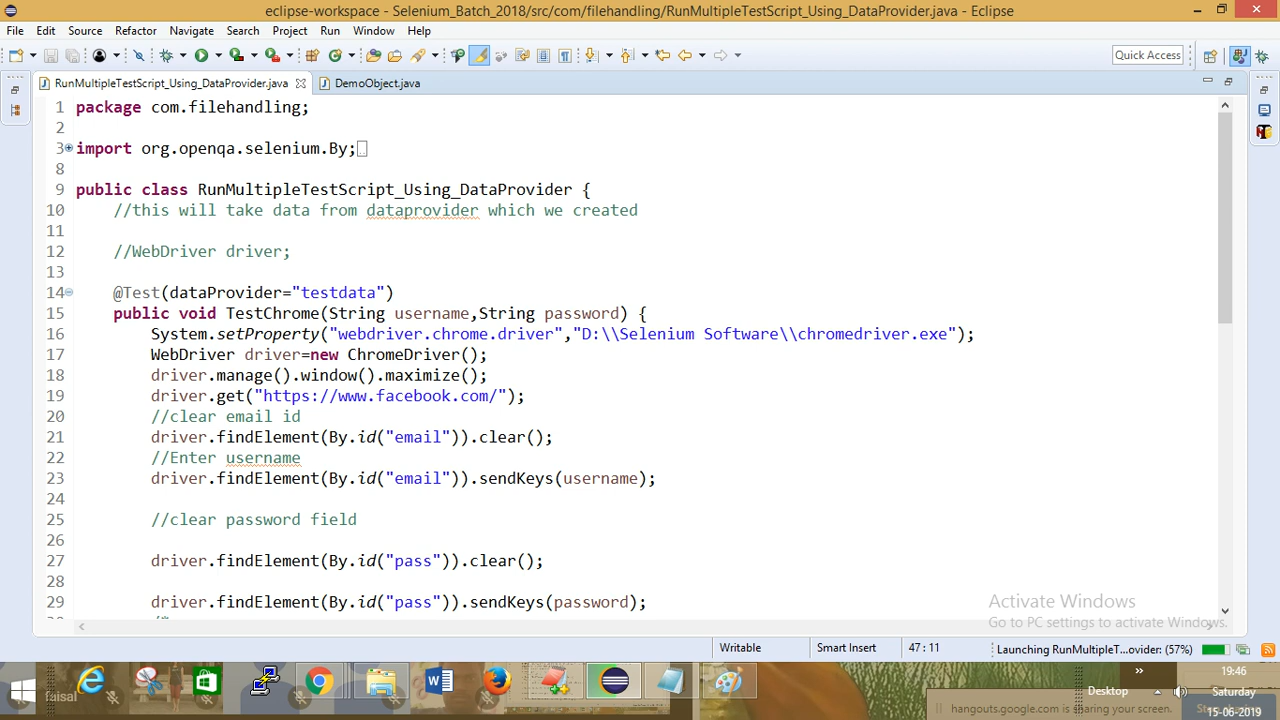 eclipse-workspace - Selenium_Batch_2018/src/com/filehandling/RunMultipleTestScript_Using_DataProvider.java - Eclipse
File Edit Source Refactor Navigate Search Project Run Window Help
Quick Access
RunMultipleTestScript_Using_DataProvider.java DemoObject.java
1 package com.filehandling;
2
3 import org.openqa.selenium.By;
8
9 public class RunMultipleTestScript_Using_DataProvider {
10 //this will take data from dataprovider which we created
11
12 //WebDriver driver;
13
14 @Test(dataProvider="testdata")
15 public void TestChrome(String username,String password) {
16 System.setProperty("webdriver.chrome.driver","D:\\Selenium Software\\chromedriver.exe");
17 WebDriver driver=new ChromeDriver();
18 driver.manage().window().maximize();
19 driver.get("https://www.facebook.com/");
20 //clear email id
21 driver.findElement(By.id("email")).clear();
22 //Enter username
23 driver.findElement(By.id("email")).sendKeys(username);
24
25 //clear password field
26
27 driver.findElement(By.id("pass")).clear();
28
29 driver.findElement(By.id("pass")).sendKeys(password);
Activate Windows
Go to PC settings to activate Windows.
Writable Smart Insert 47 : 11 Launching RunMultipleT...ovider: (57%)
faisal
Desktop
19:46
Saturday
15-06-2019
hangouts.google.com is sharing your screen.